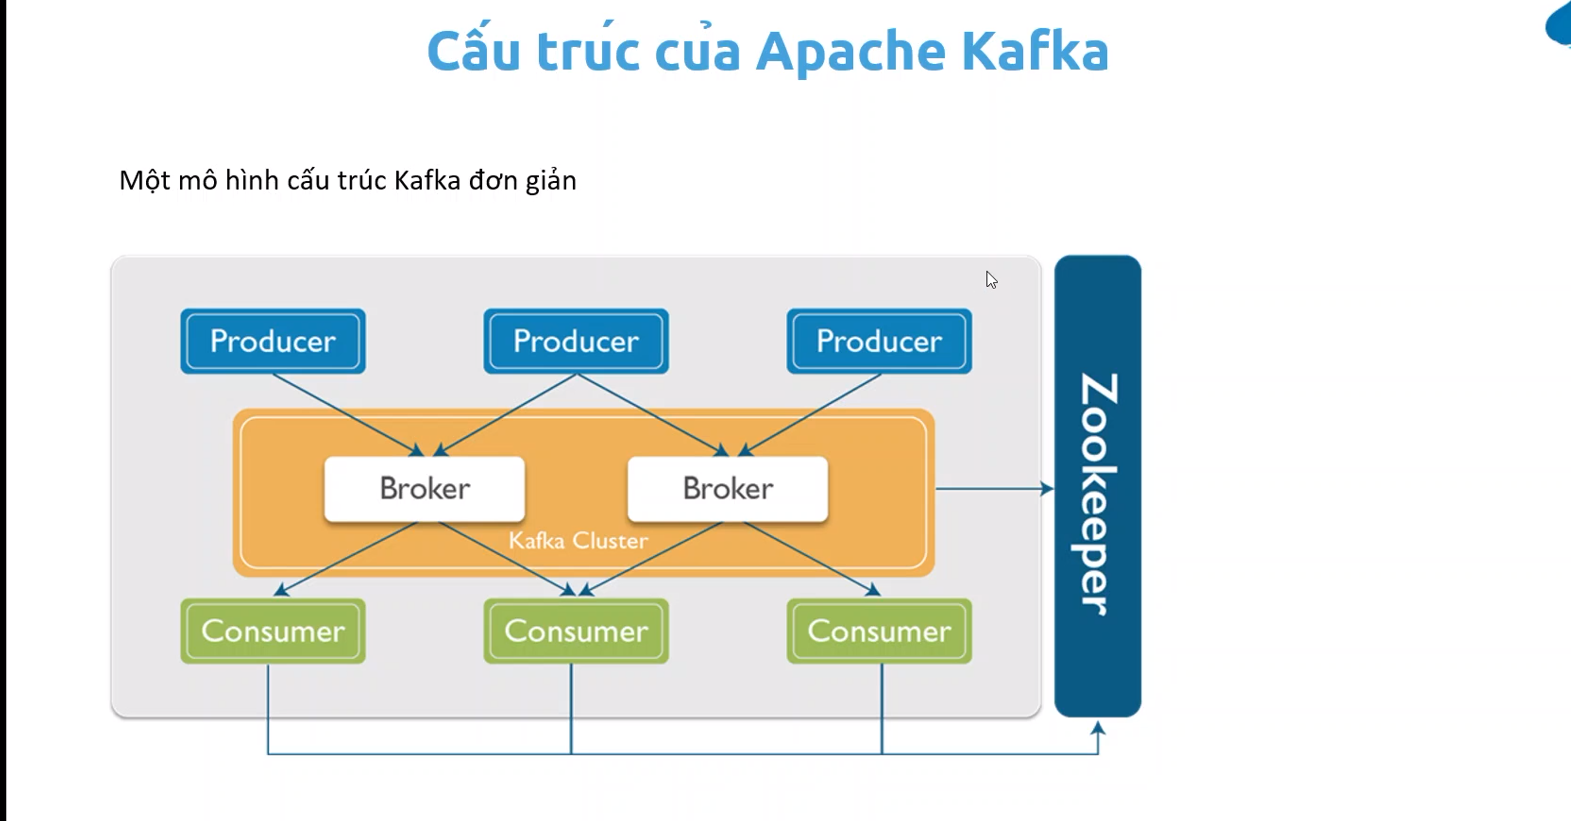 Cấu trúc của Apache Kafka
Một mô hình cấu trúc Kafka đơn giản
Producer
Producer
Producer
Broker
Broker
Kafka Cluster
Consumer
Consumer
Consumer
Zookeeper